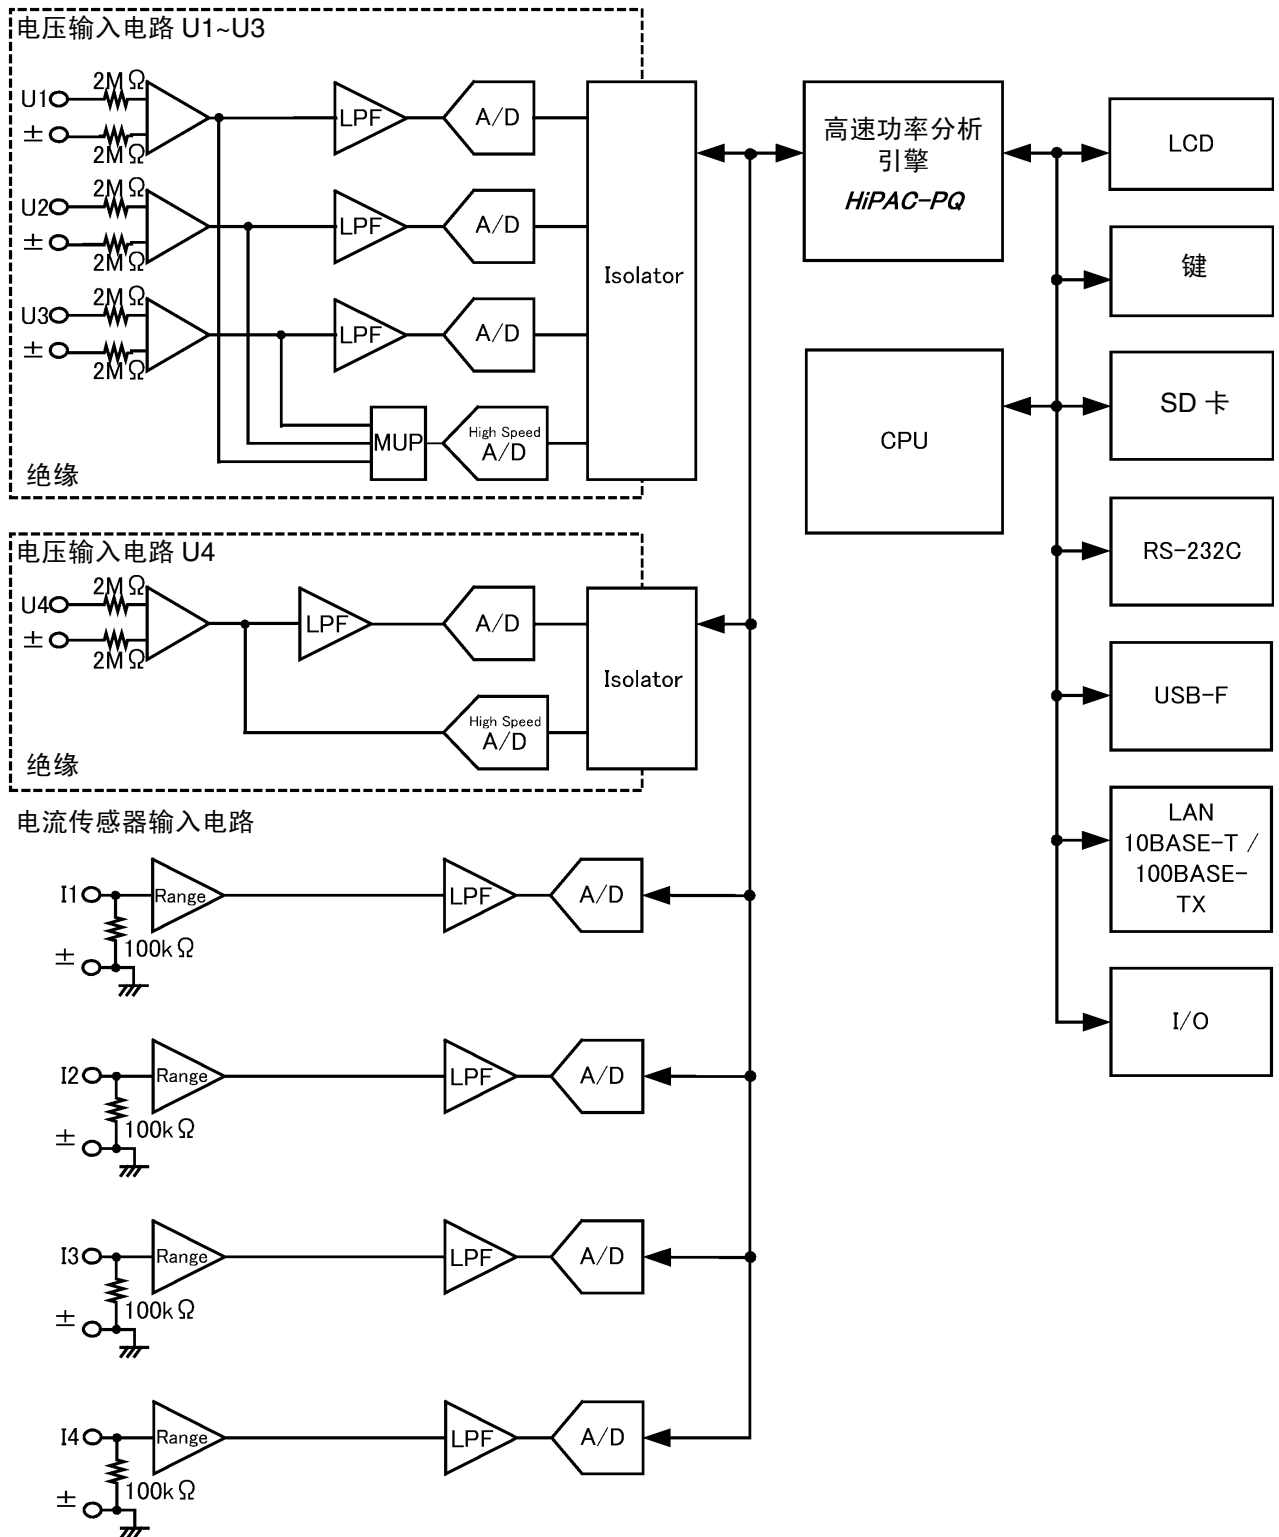 电压输入电路 U1~U3
2MΩ
U1
±
2MΩ
LPF
A/D
2MΩ
U2
±
2MΩ
LPF
A/D
2MΩ
U3
±
2MΩ
LPF
A/D
MUP
High Speed
A/D
Isolator
绝缘
高速功率分析
引擎
HiPAC-PQ
CPU
LCD
键
SD 卡
RS-232C
USB-F
LAN
10BASE-T /
100BASE-
TX
I/O
电压输入电路 U4
2MΩ
U4
±
2MΩ
LPF
A/D
High Speed
A/D
Isolator
绝缘
电流传感器输入电路
I1
Range
LPF
A/D
100kΩ
±
I2
Range
LPF
A/D
100kΩ
±
I3
Range
LPF
A/D
100kΩ
±
I4
Range
LPF
A/D
100kΩ
±